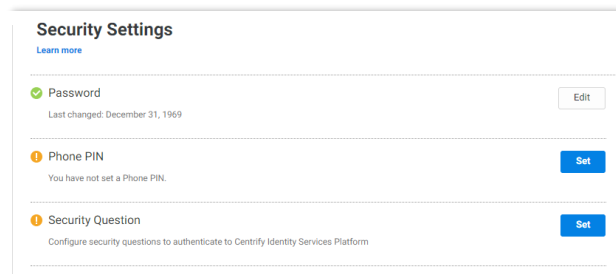 Security Settings
Learn more
Password
Edit
Last changed: December 31, 1969
Phone PIN
Set
You have not set a Phone PIN.
Security Question
Set
Configure security questions to authenticate to Centrify Identity Services Platform